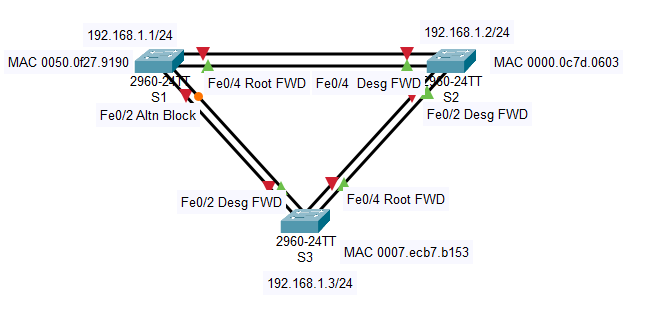 192.168.1.1/24
192.168.1.2/24
MAC 0050.0f27.9190
MAC 0000.0c7d.0603
2960-24TT
S1
Fe0/4 Root FWD
Fe0/4 Desg FWD
2960-24TT
S2
Fe0/2 Altn Block
Fe0/2 Desg FWD
Fe0/2 Desg FWD
Fe0/4 Root FWD
2960-24TT
S3
MAC 0007.ecb7.b153
192.168.1.3/24